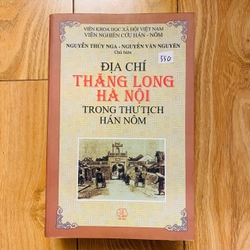 VIỆN KHOA HỌC XÃ HỘI VIỆT NAM
VIỆN NGHIÊN CỨU HÁN - NÔM
NGUYỄN THÚY NGA - NGUYỄN VĂN NGUYÊN
Chủ biên
ĐỊA CHÍ
550
THĂNG LONG
HÀ NỘI
TRONG THƯ TỊCH
HÁN NÔM